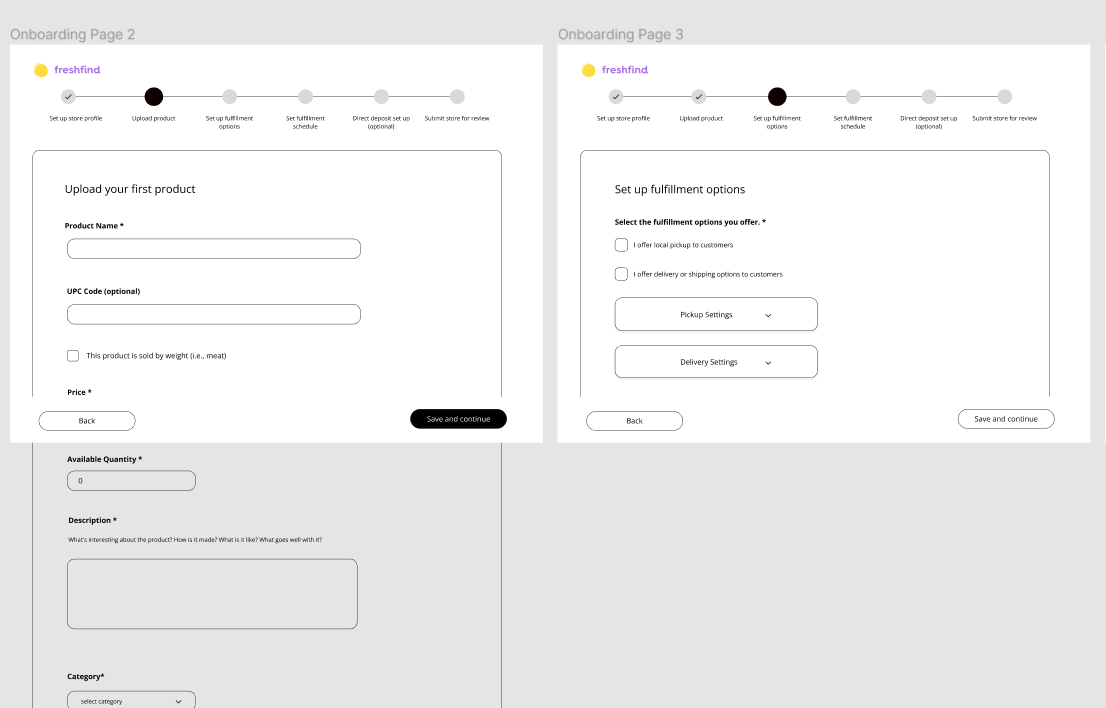 Onboarding Page 2
freshfind
Set up store profile
Upload product
Set up fulfillment
options
Set fulfillment
schedule
Direct deposit set up
(optional)
Submit store for review
Upload your first product
Product Name *
UPC Code (optional)
This product is sold by weight (i.e., meat)
Price *
Back
Save and continue
Available Quantity *
0
Description *
What's interesting about the product? How is it made? What is it like? What goes well with it?
Category*
select category
Onboarding Page 3
freshfind
Set up store profile
Upload product
Set up fulfillment
options
Set fulfillment
schedule
Direct deposit set up
(optional)
Submit store for review
Set up fulfillment options
Select the fulfillment options you offer. *
I offer local pickup to customers
I offer delivery or shipping options to customers
Pickup Settings
Delivery Settings
Back
Save and continue